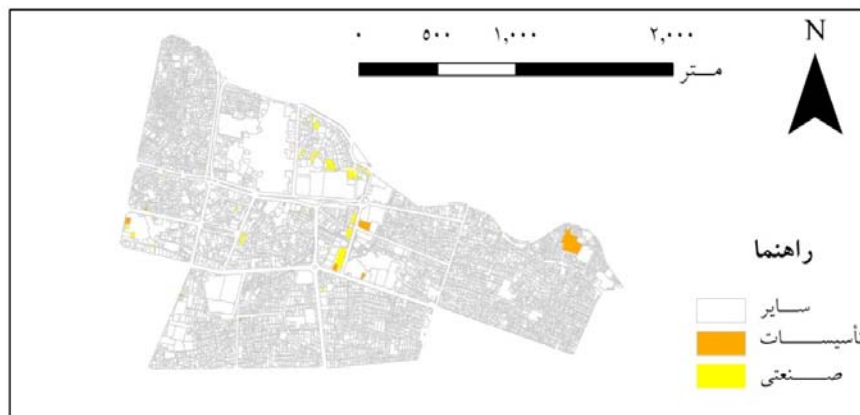 ۰ ۵۰۰ ۱,۰۰۰ ۲,۰۰۰
N
متر
راهنما
سایر
تأسیسات
صنعتی